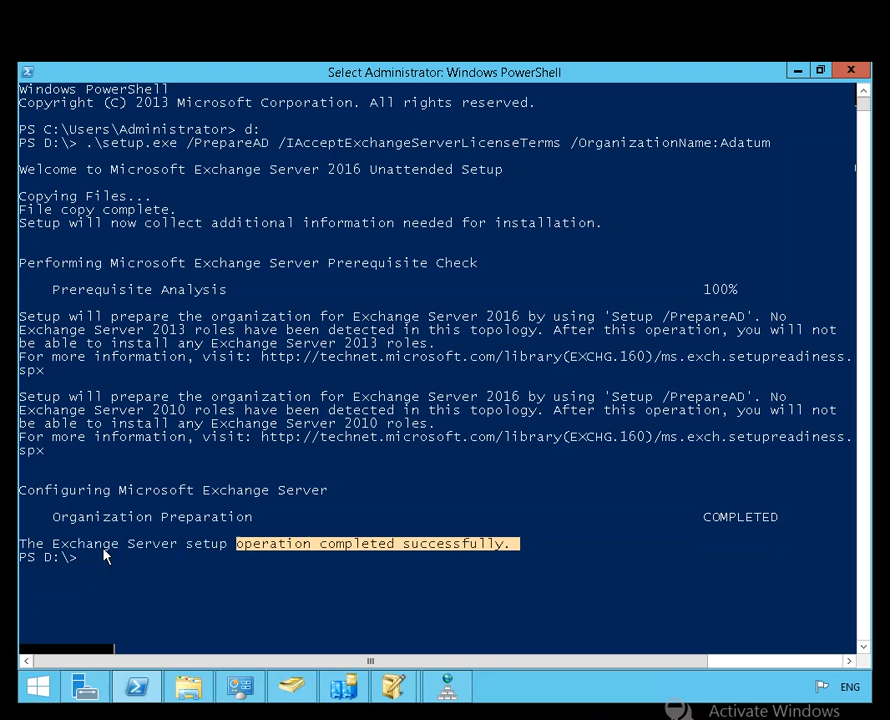 Select Administrator: Windows PowerShell
Windows PowerShell
Copyright (C) 2013 Microsoft Corporation. All rights reserved.
PS C:\Users\Administrator> d:
PS D:\> .\setup.exe /PrepareAD /IAcceptExchangeServerLicenseTerms /OrganizationName:Adatum
Welcome to Microsoft Exchange Server 2016 Unattended Setup
Copying Files...
File copy complete.
Setup will now collect additional information needed for installation.
Performing Microsoft Exchange Server Prerequisite Check
Prerequisite Analysis 100%
Setup will prepare the organization for Exchange Server 2016 by using 'Setup /PrepareAD'. No
Exchange Server 2013 roles have been detected in this topology. After this operation, you will not
be able to install any Exchange Server 2013 roles.
For more information, visit: http://technet.microsoft.com/library(EXCHG.160)/ms.exch.setupreadiness.
spx
Setup will prepare the organization for Exchange Server 2016 by using 'Setup /PrepareAD'. No
Exchange Server 2010 roles have been detected in this topology. After this operation, you will not
be able to install any Exchange Server 2010 roles.
For more information, visit: http://technet.microsoft.com/library(EXCHG.160)/ms.exch.setupreadiness.
spx
Configuring Microsoft Exchange Server
Organization Preparation COMPLETED
The Exchange Server setup operation completed successfully.
PS D:\>
ENG
Activate Windows